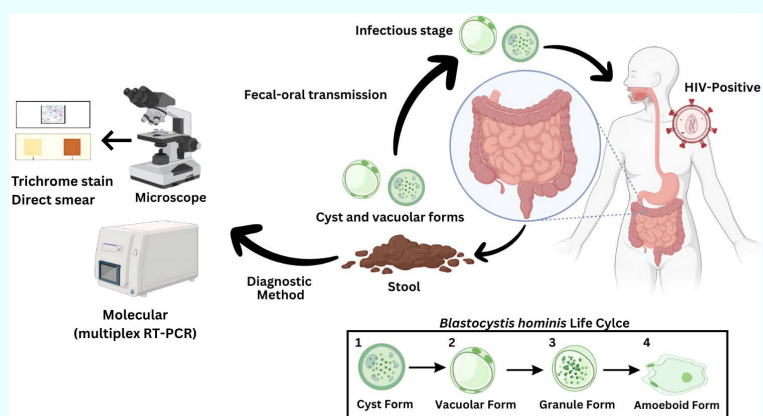 Infectious stage
Fecal-oral transmission
HIV-Positive
Trichrome stain
Direct smear
Microscope
Cyst and vacuolar forms
Diagnostic
Method
Stool
Molecular
(multiplex RT-PCR)
Blastocystis hominis Life Cylce
1
2
3
4
Cyst Form
Vacuolar Form
Granule Form
Amoeboid Form